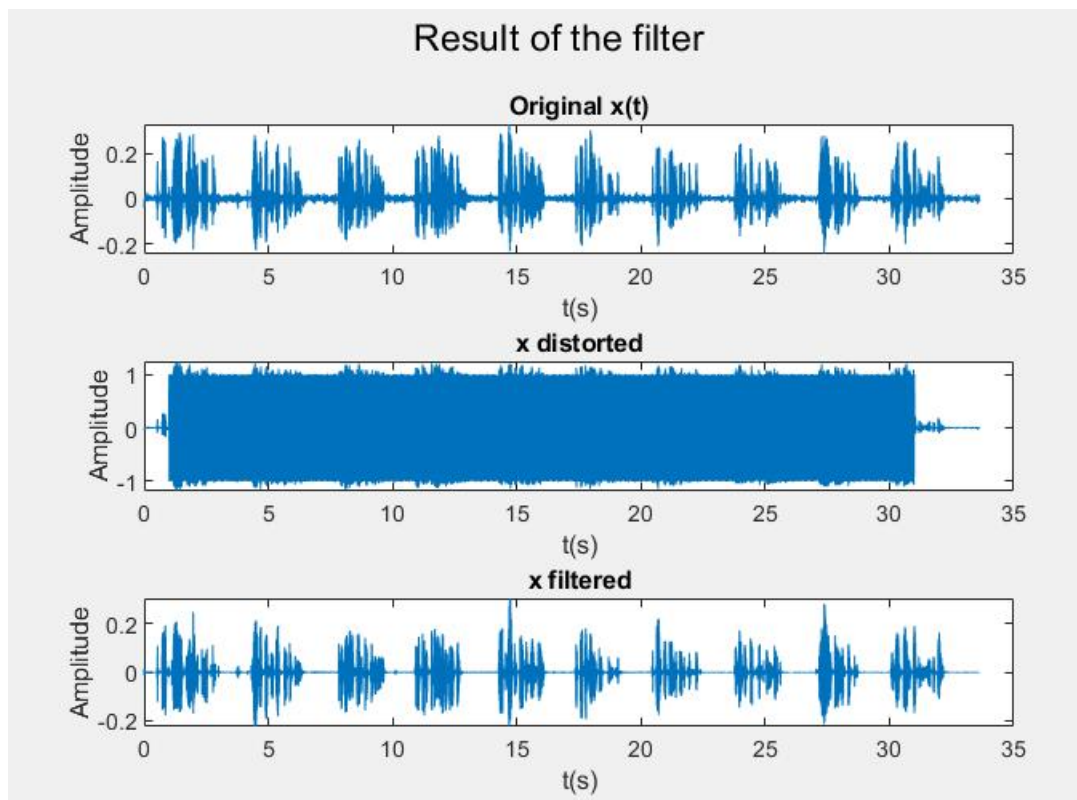 Result of the filter
Original x(t)
Amplitude
0.2
0
-0.2
0 5 10 15 20 25 30 35
t(s)
x distorted
Amplitude
1
0
-1
0 5 10 15 20 25 30 35
t(s)
x filtered
Amplitude
0.2
0
-0.2
0 5 10 15 20 25 30 35
t(s)